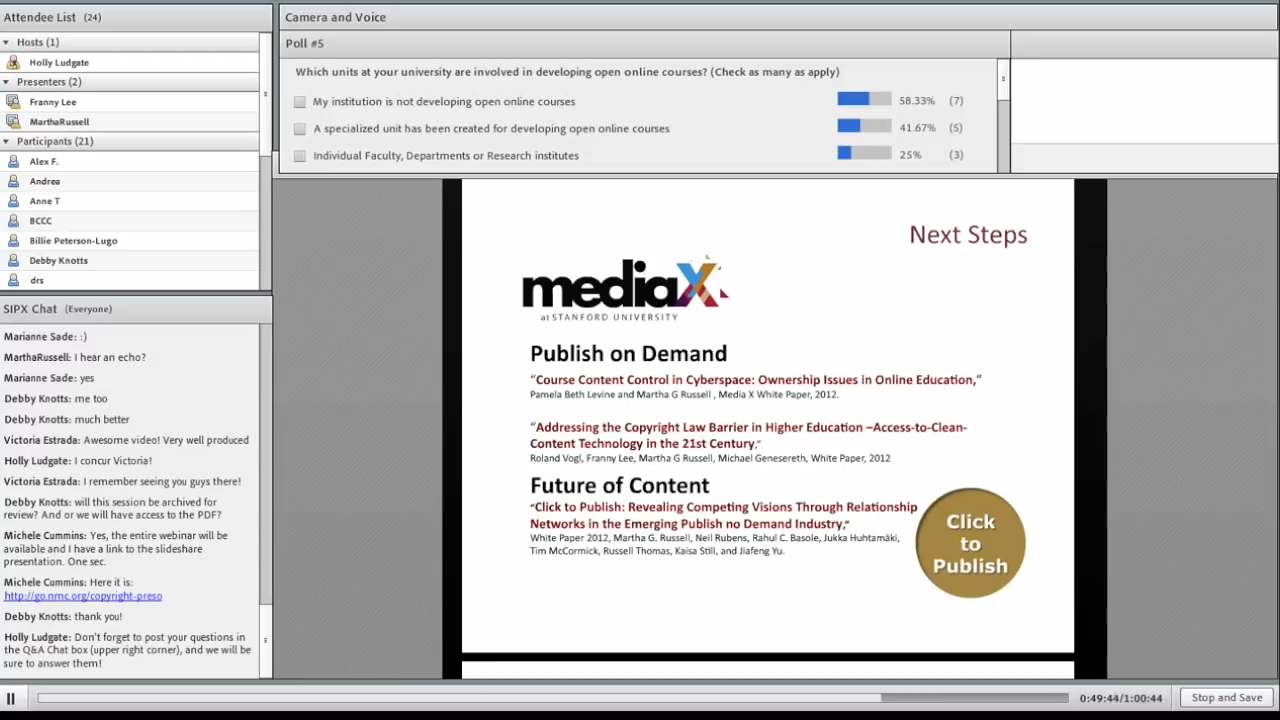 Attendee List (24)
Hosts (1)
Holly Ludgate
Presenters (2)
Franny Lee
MarthaRussell
Participants (21)
Alex F.
Andrea
Anne T
BCCC
Billie Peterson-Lugo
Debby Knotts
drs
SIPX Chat (Everyone)
Marianne Sade: :)
MarthaRussell: I hear an echo?
Marianne Sade: yes
Debby Knotts: me too
Debby Knotts: much better
Victoria Estrada: Awesome video! Very well produced
Holly Ludgate: I concur Victoria!
Victoria Estrada: I remember seeing you guys there!
Debby Knotts: will this session be archived for
review? And or we will have access to the PDF?
Michele Cummins: Yes, the entire webinar will be
available and I have a link to the slideshare
presentation. One sec.
Michele Cummins: Here it is:
http://go.nmc.org/copyright-preso
Debby Knotts: thank you!
Holly Ludgate: Don't forget to post your questions in
the Q&A Chat box (upper right corner), and we will be
sure to answer them!
Camera and Voice
Poll #5
Which units at your university are involved in developing open online courses? (Check as many as apply)
My institution is not developing open online courses 58.33% (7)
A specialized unit has been created for developing open online courses 41.67% (5)
Individual Faculty, Departments or Research institutes 25% (3)
Next Steps
mediaX
at STANFORD UNIVERSITY
Publish on Demand
"Course Content Control in Cyberspace: Ownership Issues in Online Education,"
Pamela Beth Levine and Martha G Russell , Media X White Paper, 2012.
"Addressing the Copyright Law Barrier in Higher Education –Access-to-Clean-
Content Technology in the 21st Century."
Roland Vogl, Franny Lee, Martha G Russell, Michael Genesereth, White Paper, 2012
Future of Content
"Click to Publish: Revealing Competing Visions Through Relationship
Networks in the Emerging Publish no Demand Industry,"
White Paper 2012, Martha G. Russell, Neil Rubens, Rahul C. Basole, Jukka Huhtamäki,
Tim McCormick, Russell Thomas, Kaisa Still, and Jiafeng Yu.
Click
to
Publish
0:49:44/1:00:44
Stop and Save